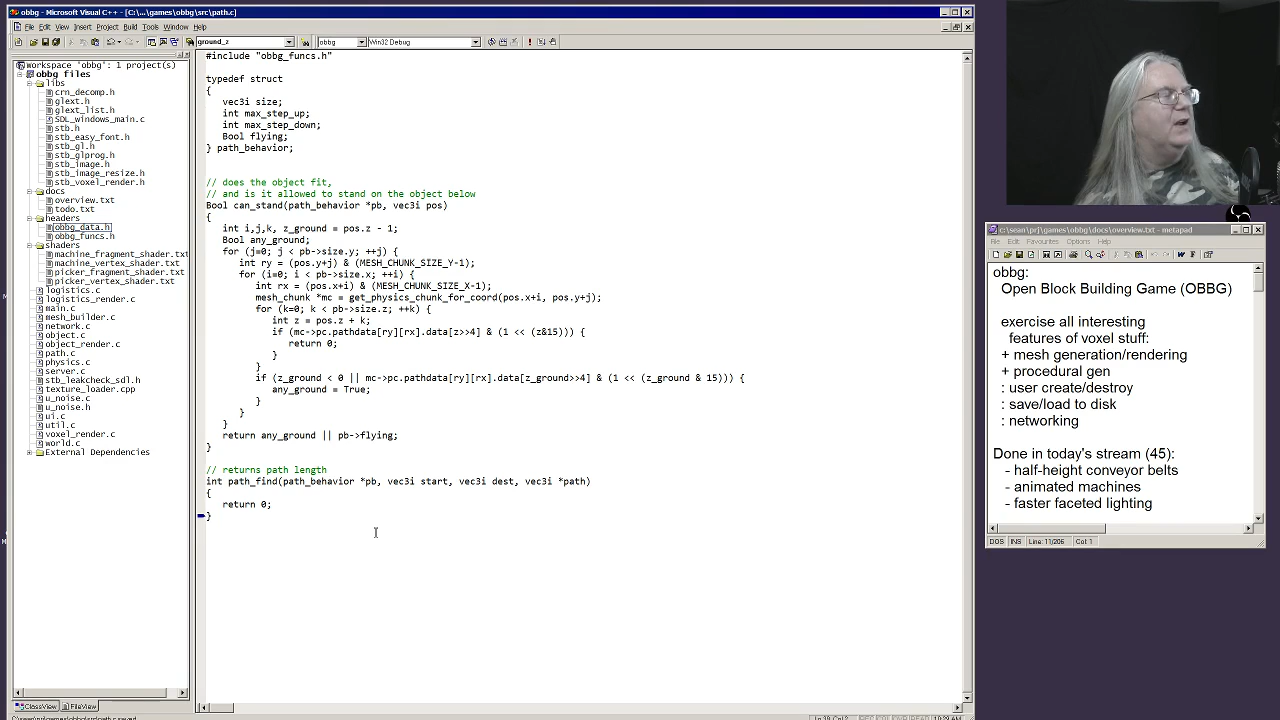 obbg - Microsoft Visual C++ - [C:\...\games\obbg\src\path.c]
File Edit View Insert Project Build Tools Window Help
ground_z obbg Win32 Debug
Workspace 'obbg': 1 project(s)
obbg files
libs
crn_decomp.h
glext.h
glext_list.h
SDL_windows_main.c
stb.h
stb_easy_font.h
stb_gl.h
stb_glprog.h
stb_image.h
stb_image_resize.h
stb_voxel_render.h
docs
overview.txt
todo.txt
headers
obbg_data.h
obbg_funcs.h
shaders
machine_fragment_shader.txt
machine_vertex_shader.txt
picker_fragment_shader.txt
picker_vertex_shader.txt
logistics.c
logistics_render.c
main.c
mesh_builder.c
network.c
object.c
object_render.c
path.c
physics.c
server.c
stb_leakcheck_sdl.h
texture_loader.cpp
u_noise.c
u_noise.h
ui.c
util.c
voxel_render.c
world.c
External Dependencies
ClassView FileView
#include "obbg_funcs.h"
typedef struct
{
vec3i size;
int max_step_up;
int max_step_down;
Bool flying;
} path_behavior;
// does the object fit,
// and is it allowed to stand on the object below
Bool can_stand(path_behavior *pb, vec3i pos)
{
int i,j,k, z_ground = pos.z - 1;
Bool any_ground;
for (j=0; j < pb->size.y; ++j) {
int ry = (pos.y+j) & (MESH_CHUNK_SIZE_Y-1);
for (i=0; i < pb->size.x; ++i) {
int rx = (pos.x+i) & (MESH_CHUNK_SIZE_X-1);
mesh_chunk *mc = get_physics_chunk_for_coord(pos.x+i, pos.y+j);
for (k=0; k < pb->size.z; ++k) {
int z = pos.z + k;
if (mc->pc.pathdata[ry][rx].data[z>>4] & (1 << (z&15))) {
return 0;
}
}
if (z_ground < 0 || mc->pc.pathdata[ry][rx].data[z_ground>>4] & (1 << (z_ground & 15))) {
any_ground = True;
}
}
}
return any_ground || pb->flying;
}
// returns path length
int path_find(path_behavior *pb, vec3i start, vec3i dest, vec3i *path)
{
return 0;
}
c:\sean\prj\games\obbg\docs\overview.txt - metapad
File Edit Favourites Options Help
obbg:
Open Block Building Game (OBBG)
exercise all interesting
features of voxel stuff:
+ mesh generation/rendering
+ procedural gen
: user create/destroy
: save/load to disk
: networking
Done in today's stream (45):
- half-height conveyor belts
- animated machines
- faster faceted lighting
DOS INS Line: 11/206 Col 1